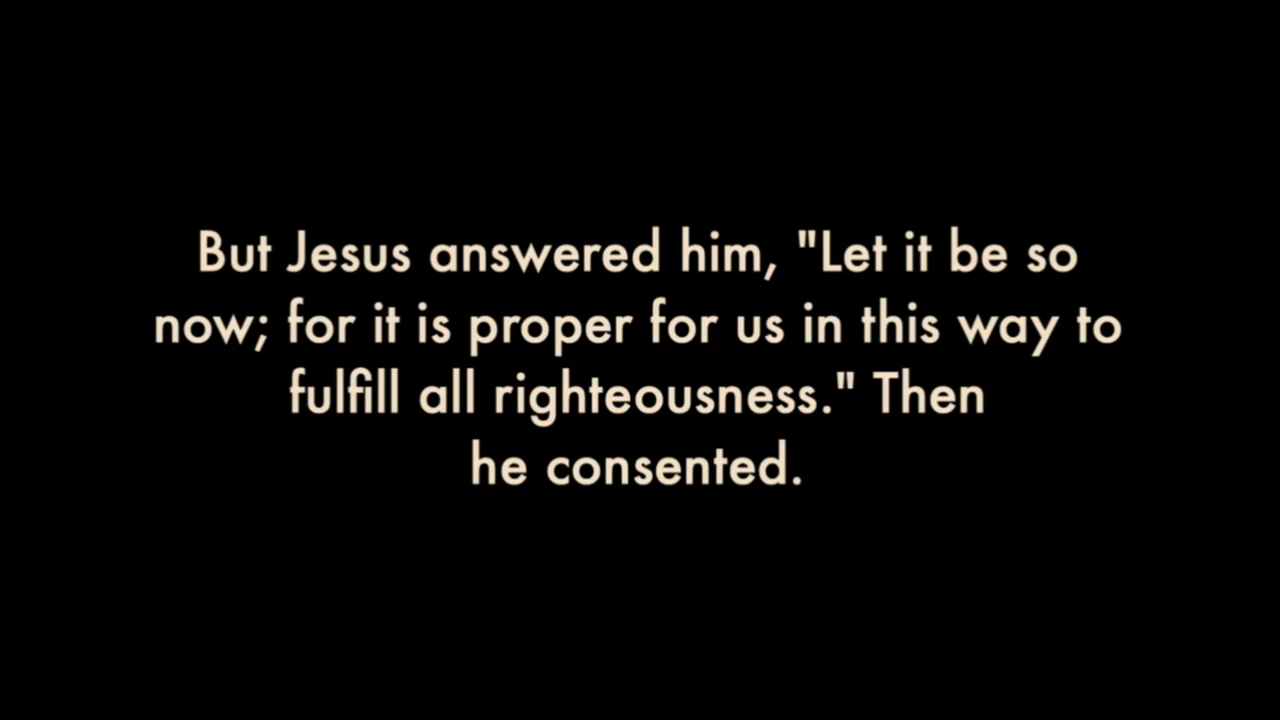 But Jesus answered him, "Let it be so
now; for it is proper for us in this way to
fulfill all righteousness." Then
he consented.